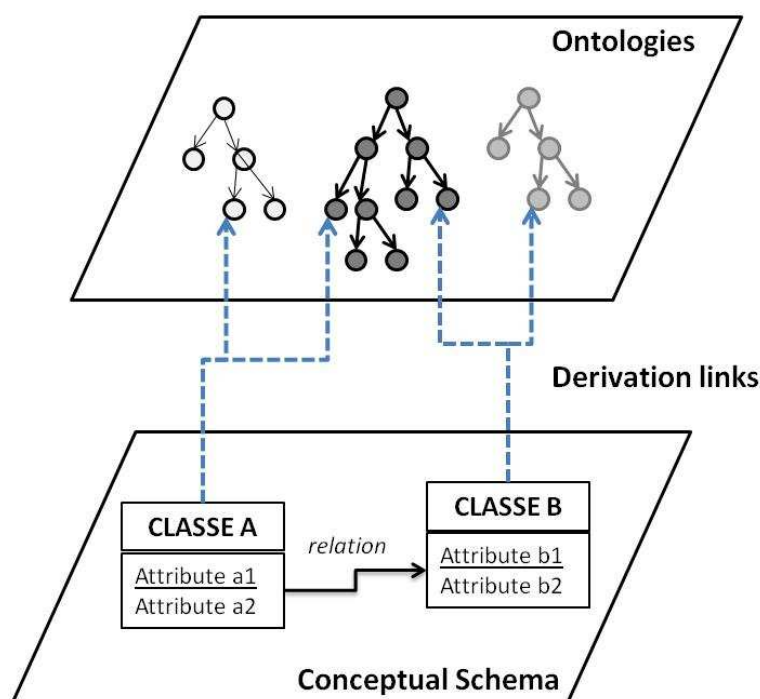 Ontologies
Derivation links
CLASSE A
Attribute a1
Attribute a2
relation
CLASSE B
Attribute b1
Attribute b2
Conceptual Schema